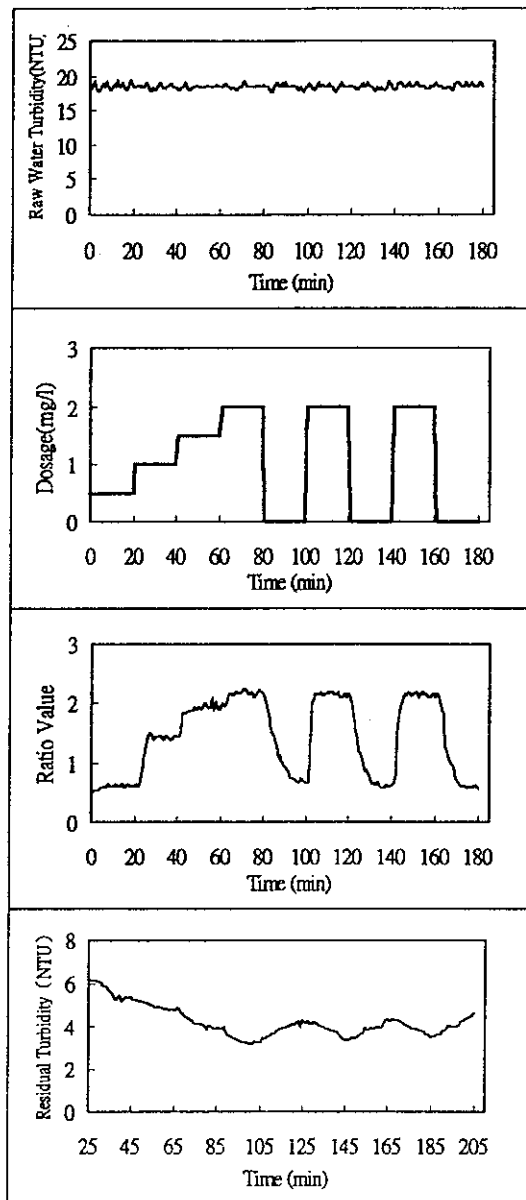 Raw Water Turbidity(NTU,
25
20
15
10
5
0
0 20 40 60 80 100 120 140 160 180
Time (min)
Dosage(mg/l)
3
2
1
0
0 20 40 60 80 100 120 140 160 180
Time (min)
Ratio Value
3
2
1
0
0 20 40 60 80 100 120 140 160 180
Time (min)
Residual Turbidity (NTU)
8
6
4
2
0
25 45 65 85 105 125 145 165 185 205
Time (min)